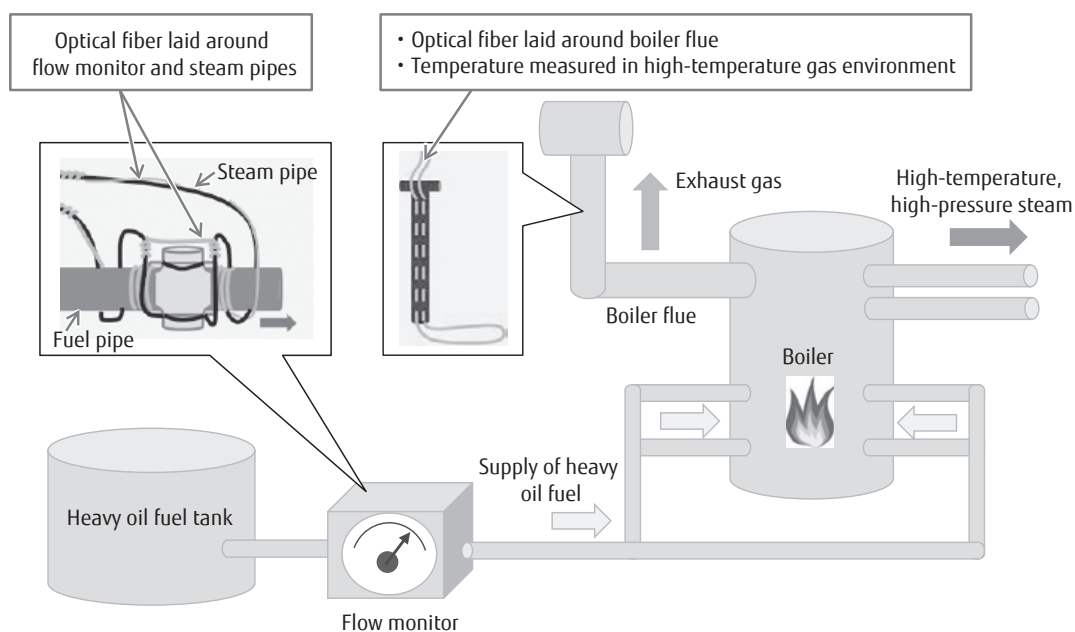 Optical fiber laid around
flow monitor and steam pipes
・Optical fiber laid around boiler flue
・Temperature measured in high-temperature gas environment
Steam pipe
Fuel pipe
Exhaust gas
High-temperature,
high-pressure steam
Boiler flue
Boiler
Supply of heavy
oil fuel
Heavy oil fuel tank
Flow monitor